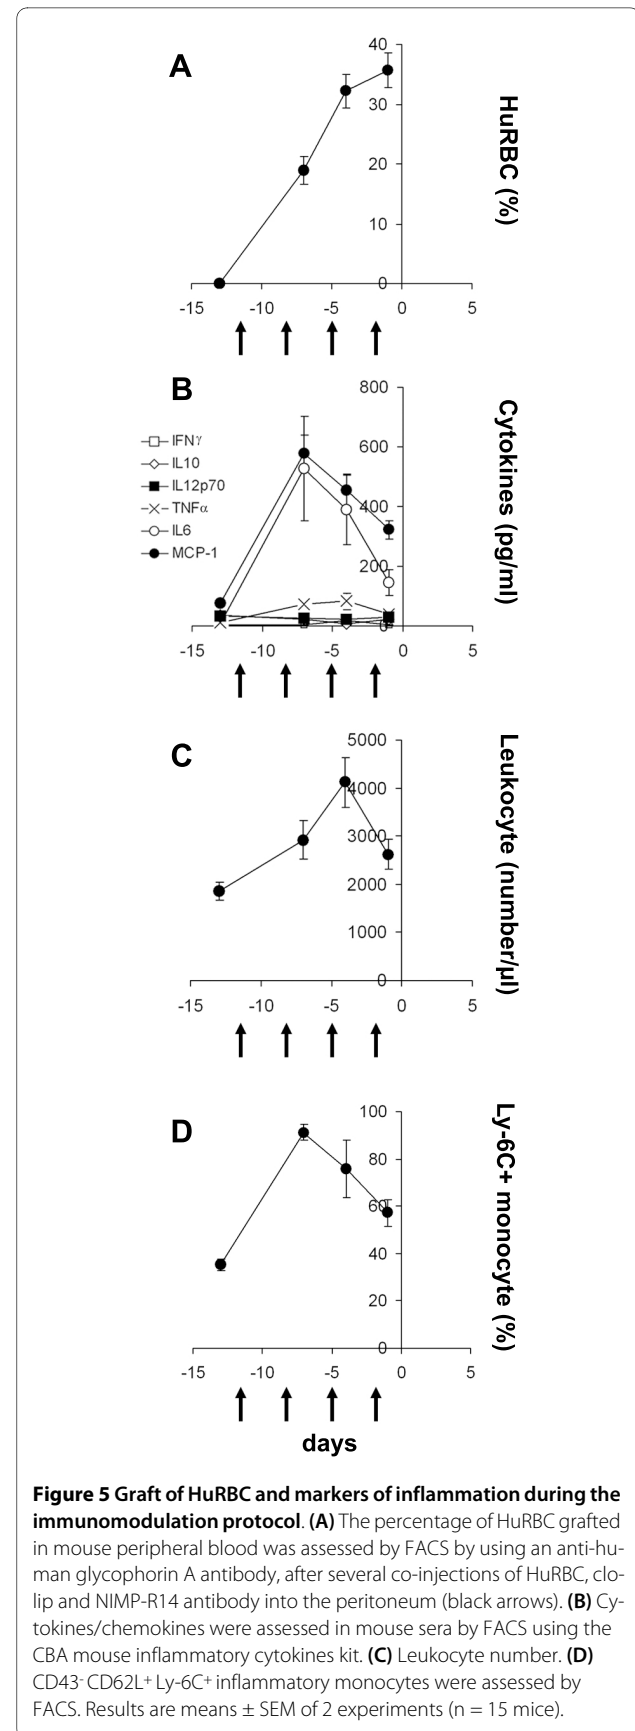 A
40
30
20
10
0
HuRBC (%)
-15 -10 -5 0 5
B
800
600
400
200
0
Cytokines (pg/ml)
IFNγ
IL10
IL12p70
TNFα
IL6
MCP-1
-15 -10 -5 0 5
C
5000
4000
3000
2000
1000
0
Leukocyte (number/µl)
-15 -10 -5 0 5
D
100
80
60
40
20
0
Ly-6C+ monocyte (%)
-15 -10 -5 0 5
days
Figure 5 Graft of HuRBC and markers of inflammation during the
immunomodulation protocol. (A) The percentage of HuRBC grafted
in mouse peripheral blood was assessed by FACS by using an anti-hu-
man glycophorin A antibody, after several co-injections of HuRBC, clo-
lip and NIMP-R14 antibody into the peritoneum (black arrows). (B) Cy-
tokines/chemokines were assessed in mouse sera by FACS using the
CBA mouse inflammatory cytokines kit. (C) Leukocyte number. (D)
CD43- CD62L+ Ly-6C+ inflammatory monocytes were assessed by
FACS. Results are means ± SEM of 2 experiments (n = 15 mice).